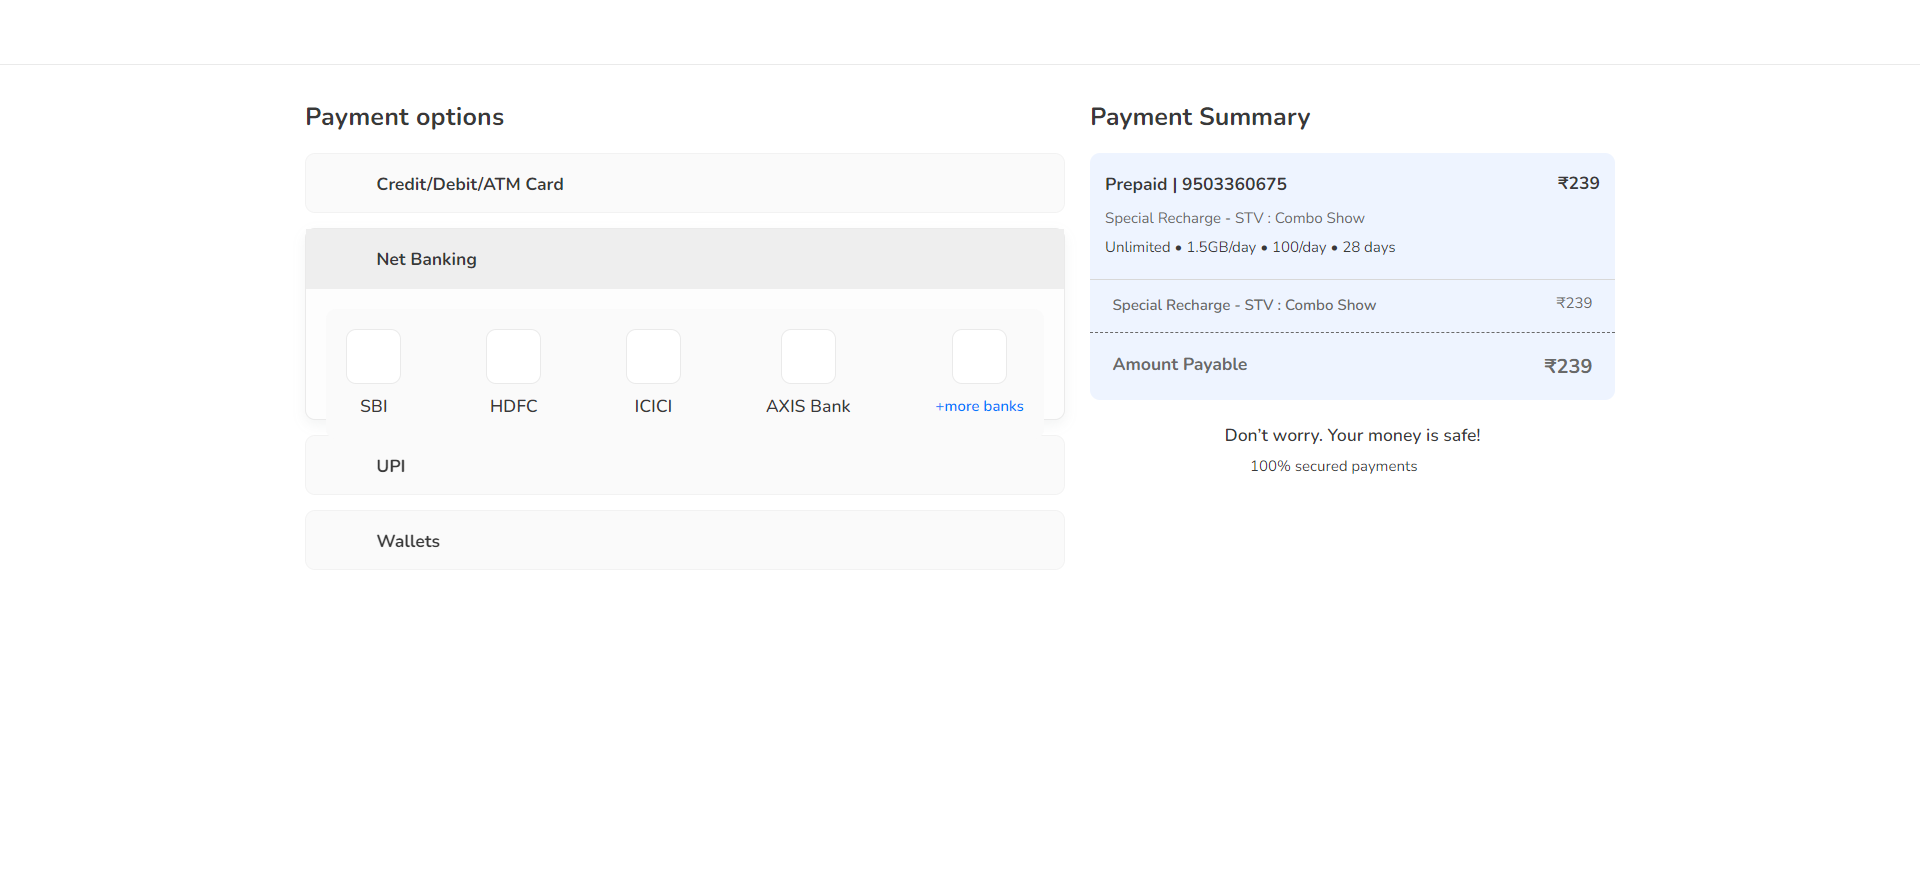 Payment options
Credit/Debit/ATM Card
Net Banking
SBI
HDFC
ICICI
AXIS Bank
+more banks
UPI
Wallets
Payment Summary
Prepaid | 9503360675 ₹239
Special Recharge - STV : Combo Show
Unlimited • 1.5GB/day • 100/day • 28 days
Special Recharge - STV : Combo Show ₹239
Amount Payable ₹239
Don’t worry. Your money is safe!
100% secured payments